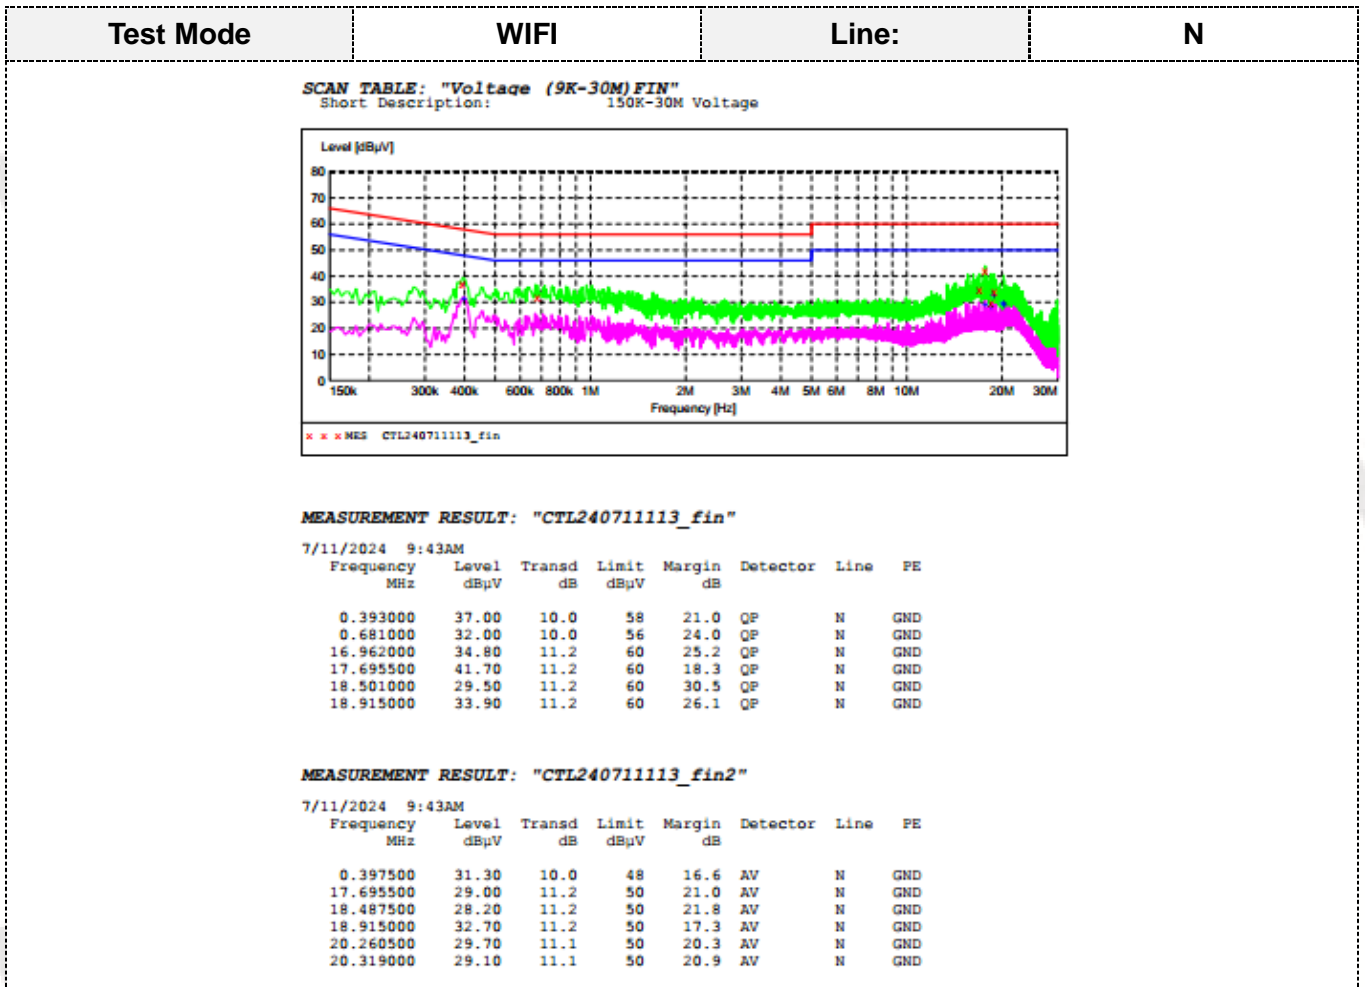 Test Mode WIFI Line: N
SCAN TABLE: "Voltage (9K-30M)FIN"
Short Description: 150K-30M Voltage
Level [dBµV]
80
70
60
50
40
30
20
10
0
150k 300k 400k 600k 800k 1M 2M 3M 4M 5M 6M 8M 10M 20M 30M
Frequency [Hz]
x x x MES CTL240711113_fin
MEASUREMENT RESULT: "CTL240711113_fin"
7/11/2024 9:43AM
Frequency Level Transd Limit Margin Detector Line PE
MHz dBµV dB dBµV dB
0.393000 37.00 10.0 58 21.0 QP N GND
0.681000 32.00 10.0 56 24.0 QP N GND
16.962000 34.80 11.2 60 25.2 QP N GND
17.695500 41.70 11.2 60 18.3 QP N GND
18.501000 29.50 11.2 60 30.5 QP N GND
18.915000 33.90 11.2 60 26.1 QP N GND
MEASUREMENT RESULT: "CTL240711113_fin2"
7/11/2024 9:43AM
Frequency Level Transd Limit Margin Detector Line PE
MHz dBµV dB dBµV dB
0.397500 31.30 10.0 48 16.6 AV N GND
17.695500 29.00 11.2 50 21.0 AV N GND
18.487500 28.20 11.2 50 21.8 AV N GND
18.915000 32.70 11.2 50 17.3 AV N GND
20.260500 29.70 11.1 50 20.3 AV N GND
20.319000 29.10 11.1 50 20.9 AV N GND